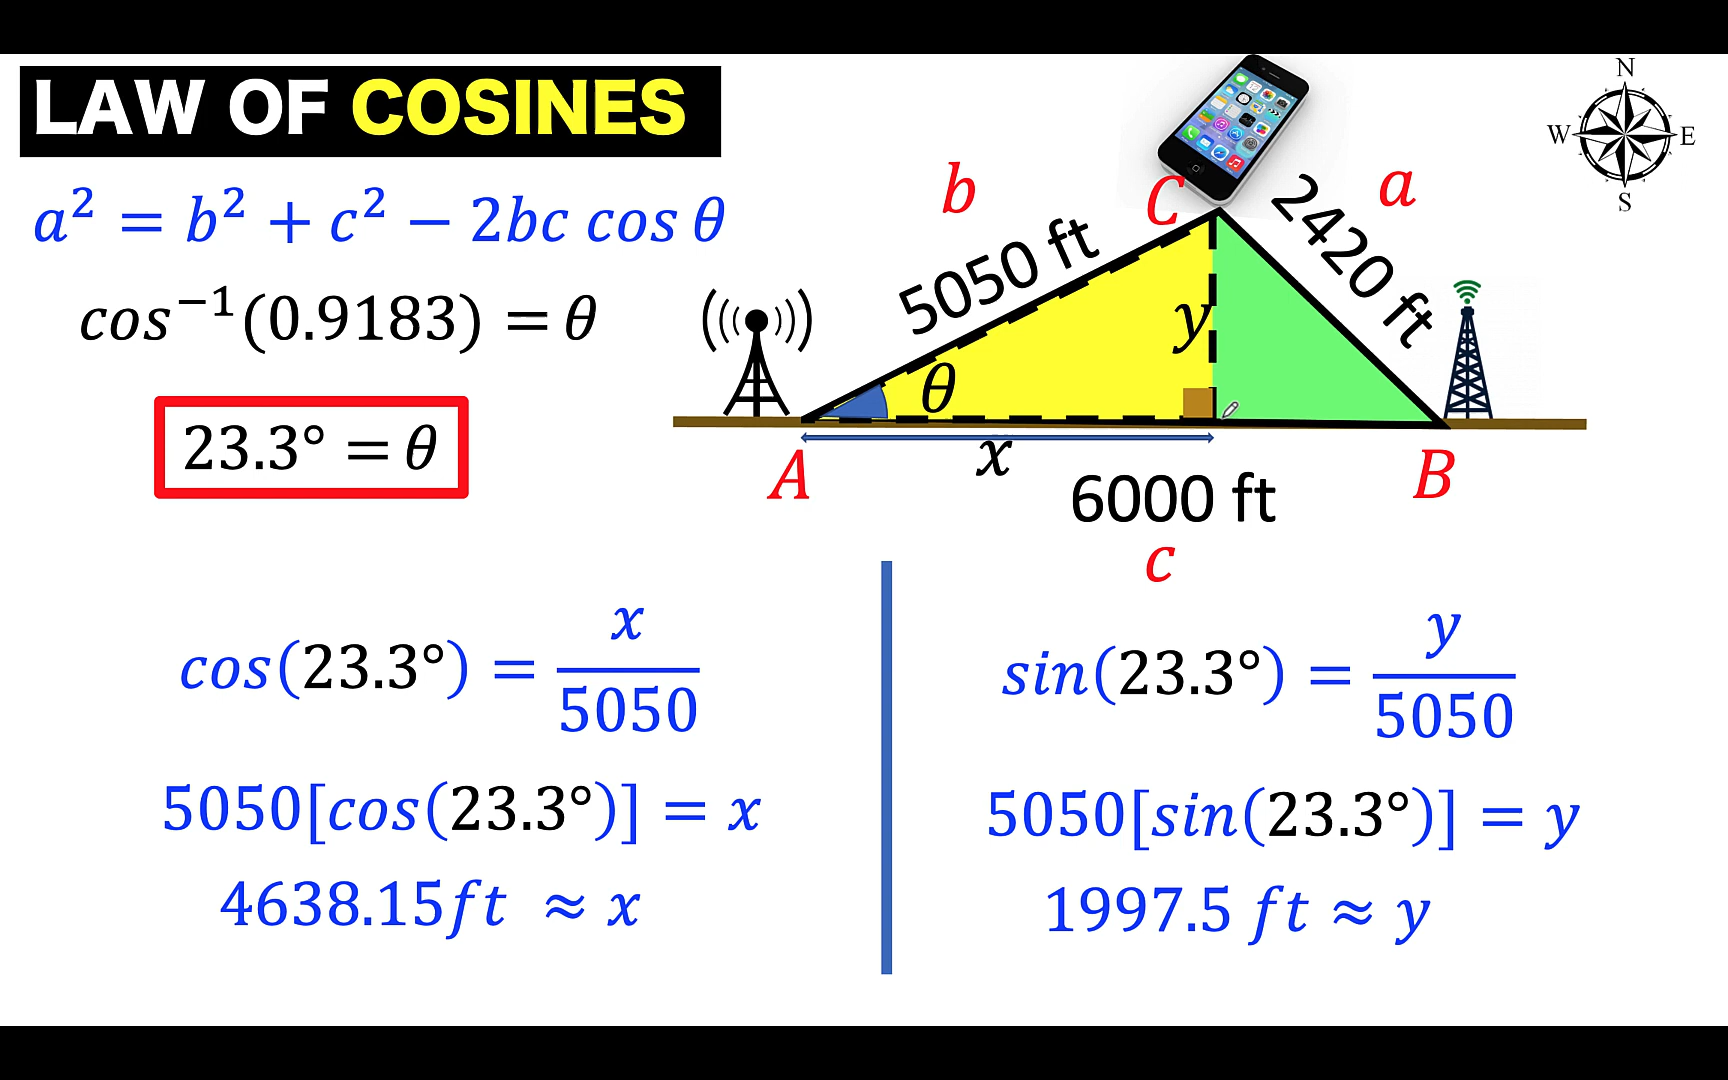 LAW OF COSINES
a² = b² + c² − 2bc cos θ
cos⁻¹(0.9183) = θ
23.3° = θ
N
W E
S
b
C
a
5050 ft
2420 ft
y
θ
x
A
B
6000 ft
c
cos(23.3°) = x/5050
5050[cos(23.3°)] = x
4638.15ft ≈ x
sin(23.3°) = y/5050
5050[sin(23.3°)] = y
1997.5 ft ≈ y